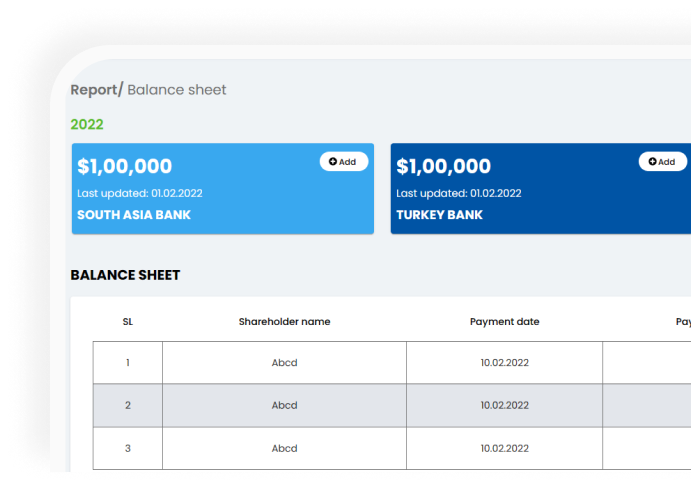 Report/ Balance sheet
2022
$1,00,000 Add
Last updated: 01.02.2022
SOUTH ASIA BANK
$1,00,000 Add
Last updated: 01.02.2022
TURKEY BANK
BALANCE SHEET
SL Shareholder name Payment date Pay
1 Abcd 10.02.2022
2 Abcd 10.02.2022
3 Abcd 10.02.2022